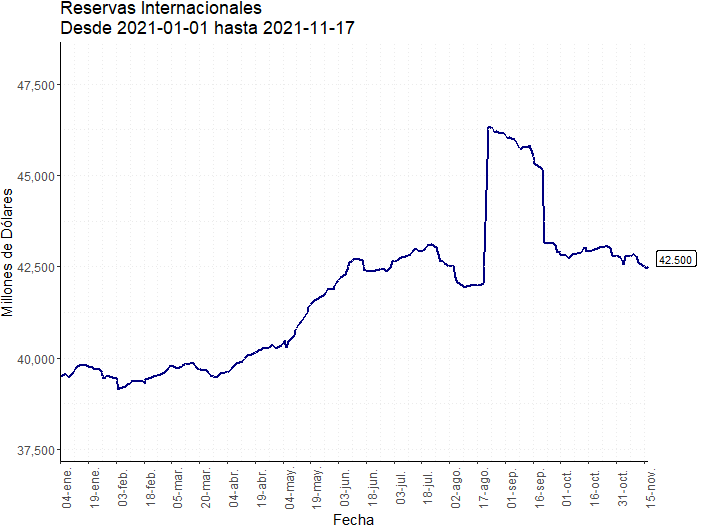 Reservas Internacionales
Desde 2021-01-01 hasta 2021-11-17
Millones de Dólares
47,500
45,000
42,500
40,000
37,500
42.500
04-ene.
19-ene.
03-feb.
18-feb.
05-mar.
20-mar.
04-abr.
19-abr.
04-may.
19-may.
03-jun.
18-jun.
03-jul.
18-jul.
02-ago.
17-ago.
01-sep.
16-sep.
01-oct.
16-oct.
31-oct.
15-nov.
Fecha